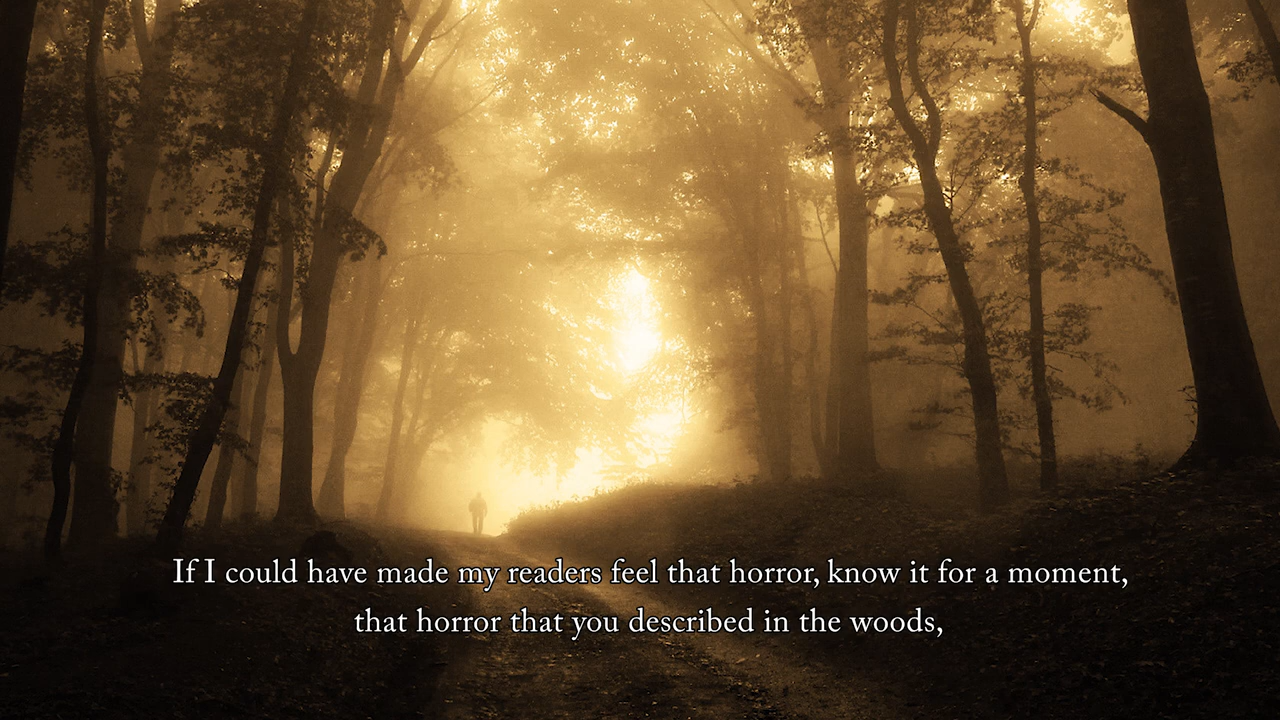 If I could have made my readers feel that horror, know it for a moment,
that horror that you described in the woods,